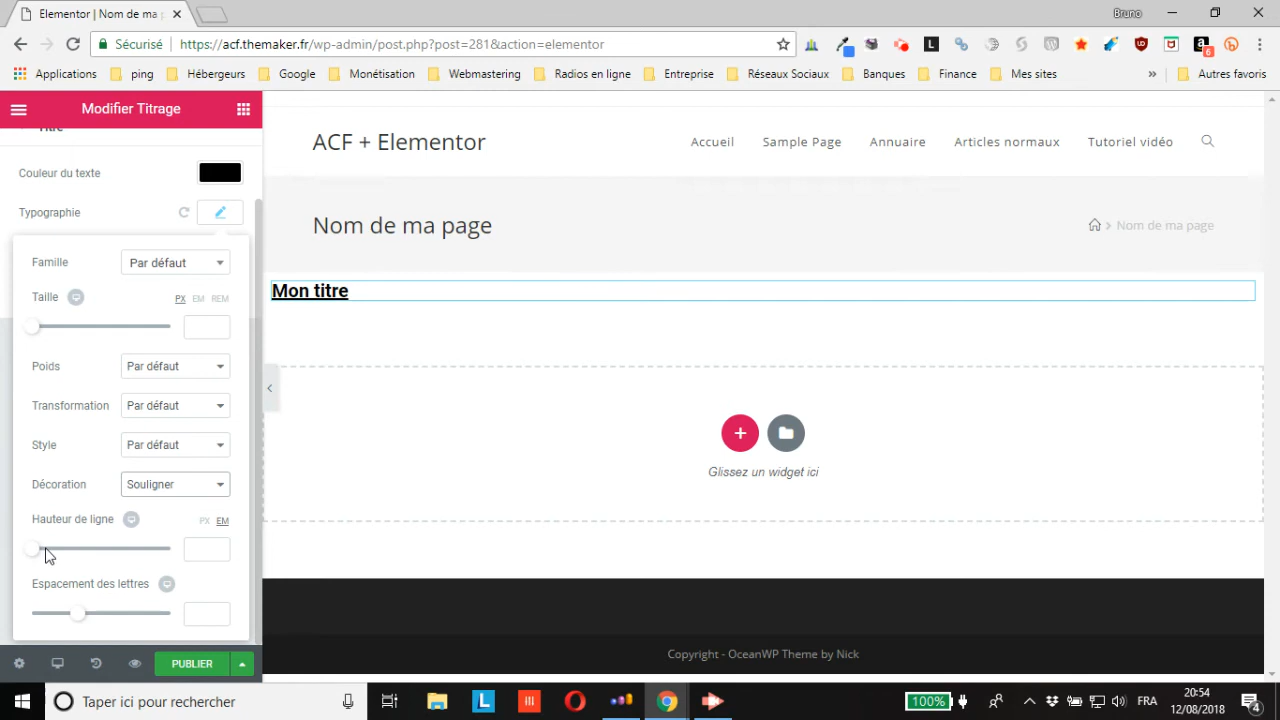 Elementor | Nom de ma p
Bruno
Sécurisé | https://acf.themaker.fr/wp-admin/post.php?post=281&action=elementor
Applications ping Hébergeurs Google Monétisation Webmastering Radios en ligne Entreprise Réseaux Sociaux Banques Finance Mes sites » Autres favoris
Modifier Titrage
Titre
Couleur du texte
Typographie
Famille Par défaut
Taille PX EM REM
Poids Par défaut
Transformation Par défaut
Style Par défaut
Décoration Souligner
Hauteur de ligne PX EM
Espacement des lettres
PUBLIER
ACF + Elementor
Accueil Sample Page Annuaire Articles normaux Tutoriel vidéo
Nom de ma page
Nom de ma page
Mon titre
Glissez un widget ici
Copyright - OceanWP Theme by Nick
Taper ici pour rechercher
100%
FRA
20:54
12/08/2018
4